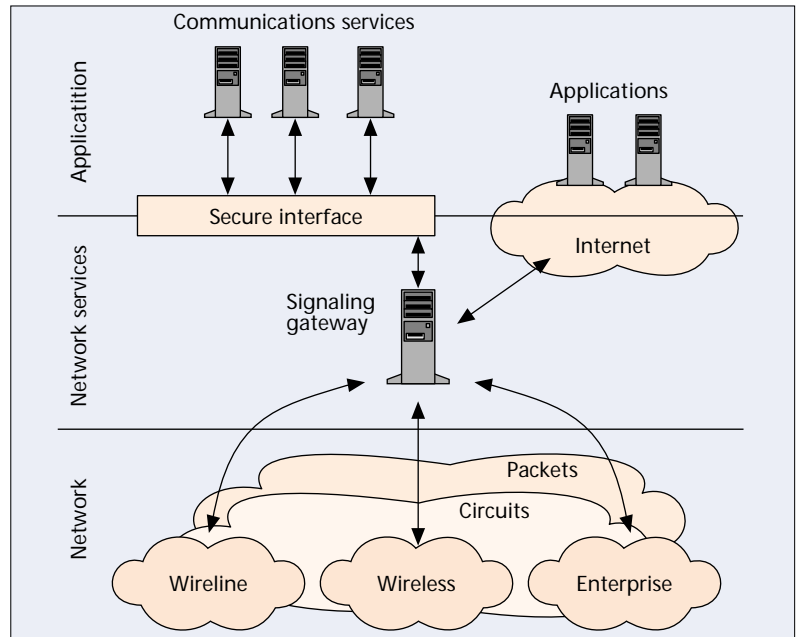 Communications services
Applicatition
Applications
Secure interface
Internet
Network services
Signaling
gateway
Network
Packets
Circuits
Wireline
Wireless
Enterprise